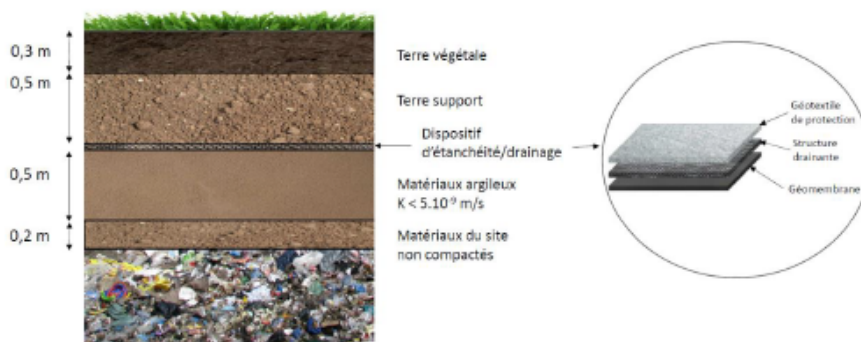 0,3 m
Terre végétale
0,5 m
Terre support
Dispositif
d'étanchéité/drainage
0,5 m
Matériaux argileux
K < 5.10⁻⁹ m/s
0,2 m
Matériaux du site
non compactés
Géotextile
de protection
Structure
drainante
Géomembrane